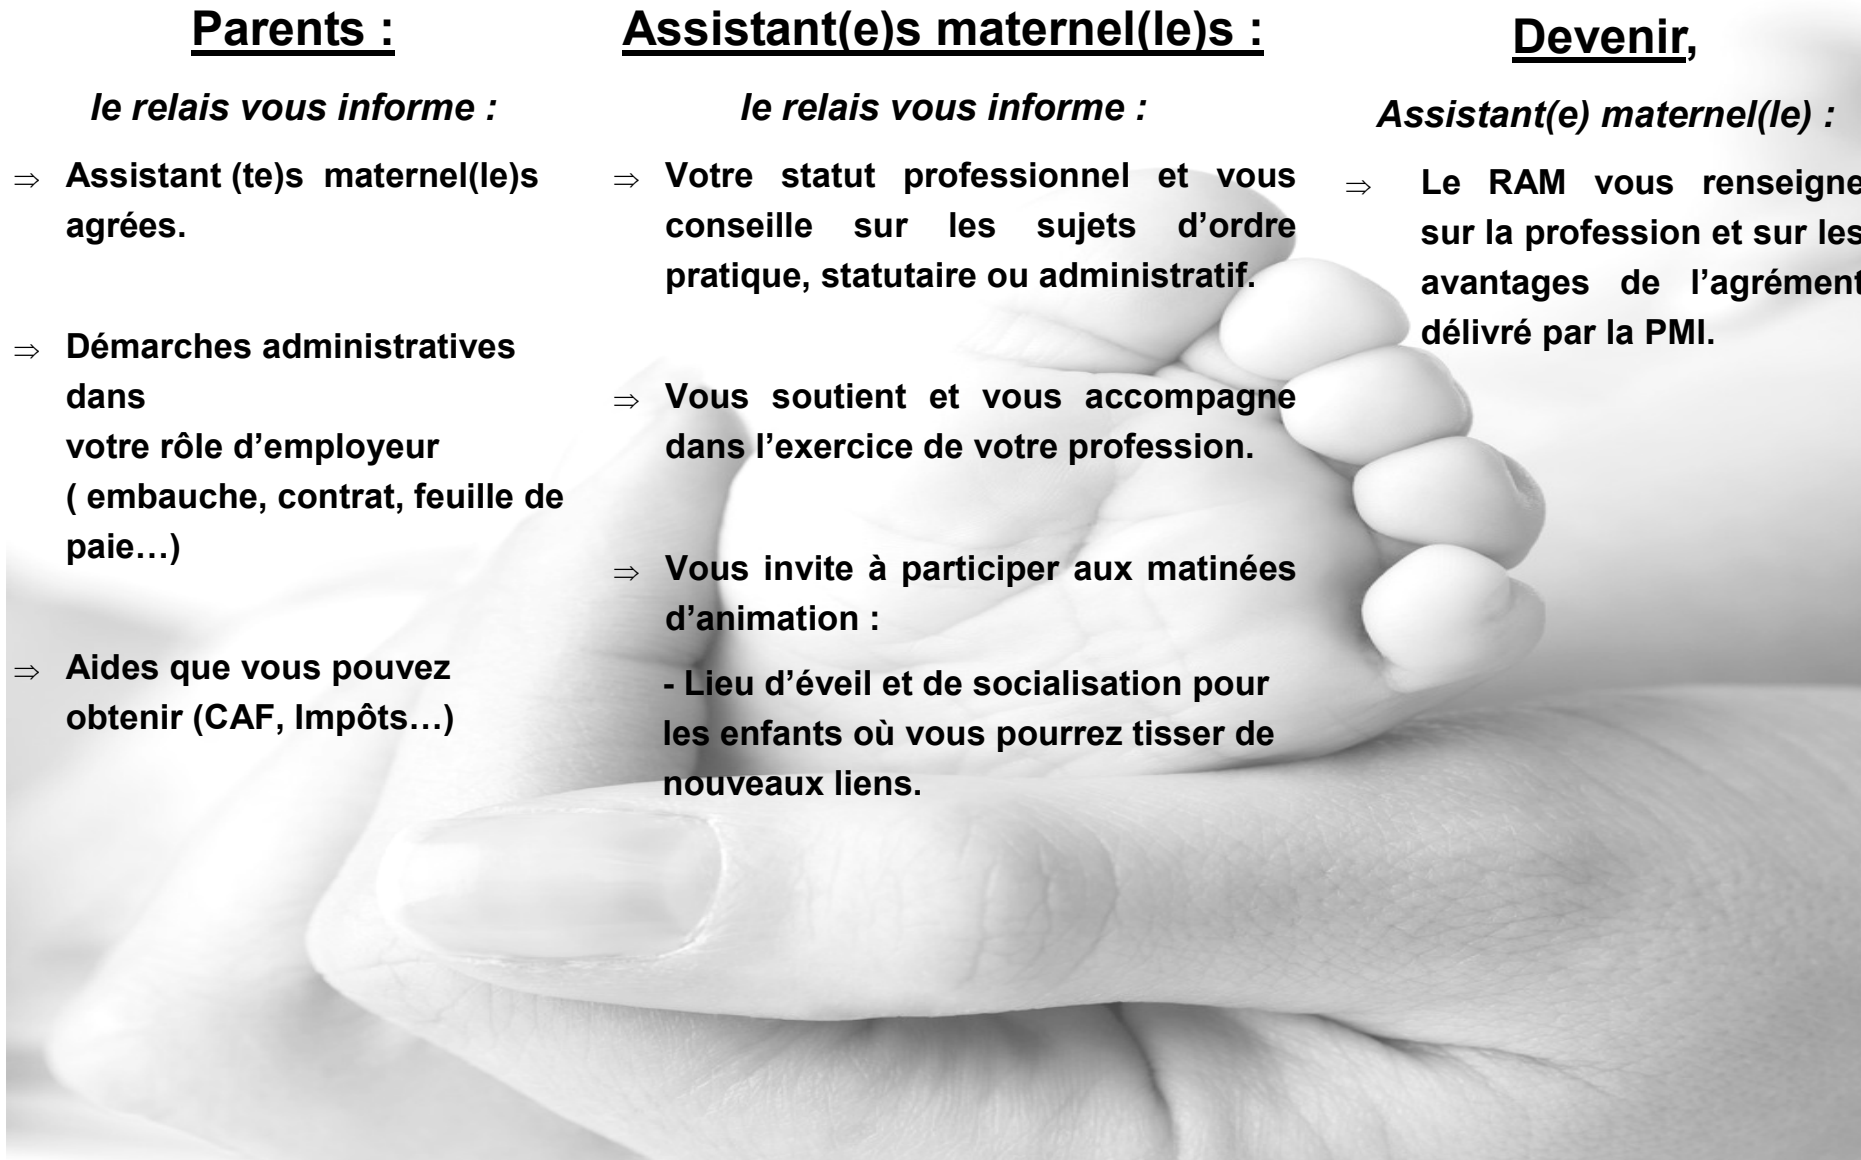 Parents :
le relais vous informe :
⇒ Assistant (te)s maternel(le)s
agrées.
⇒ Démarches administratives
dans
votre rôle d’employeur
( embauche, contrat, feuille de
paie…)
⇒ Aides que vous pouvez
obtenir (CAF, Impôts…)
Assistant(e)s maternel(le)s :
le relais vous informe :
⇒ Votre statut professionnel et vous
conseille sur les sujets d’ordre
pratique, statutaire ou administratif.
⇒ Vous soutient et vous accompagne
dans l’exercice de votre profession.
⇒ Vous invite à participer aux matinées
d’animation :
- Lieu d’éveil et de socialisation pour
les enfants où vous pourrez tisser de
nouveaux liens.
Devenir,
Assistant(e) maternel(le) :
⇒ Le RAM vous renseigne
sur la profession et sur les
avantages de l’agrément
délivré par la PMI.